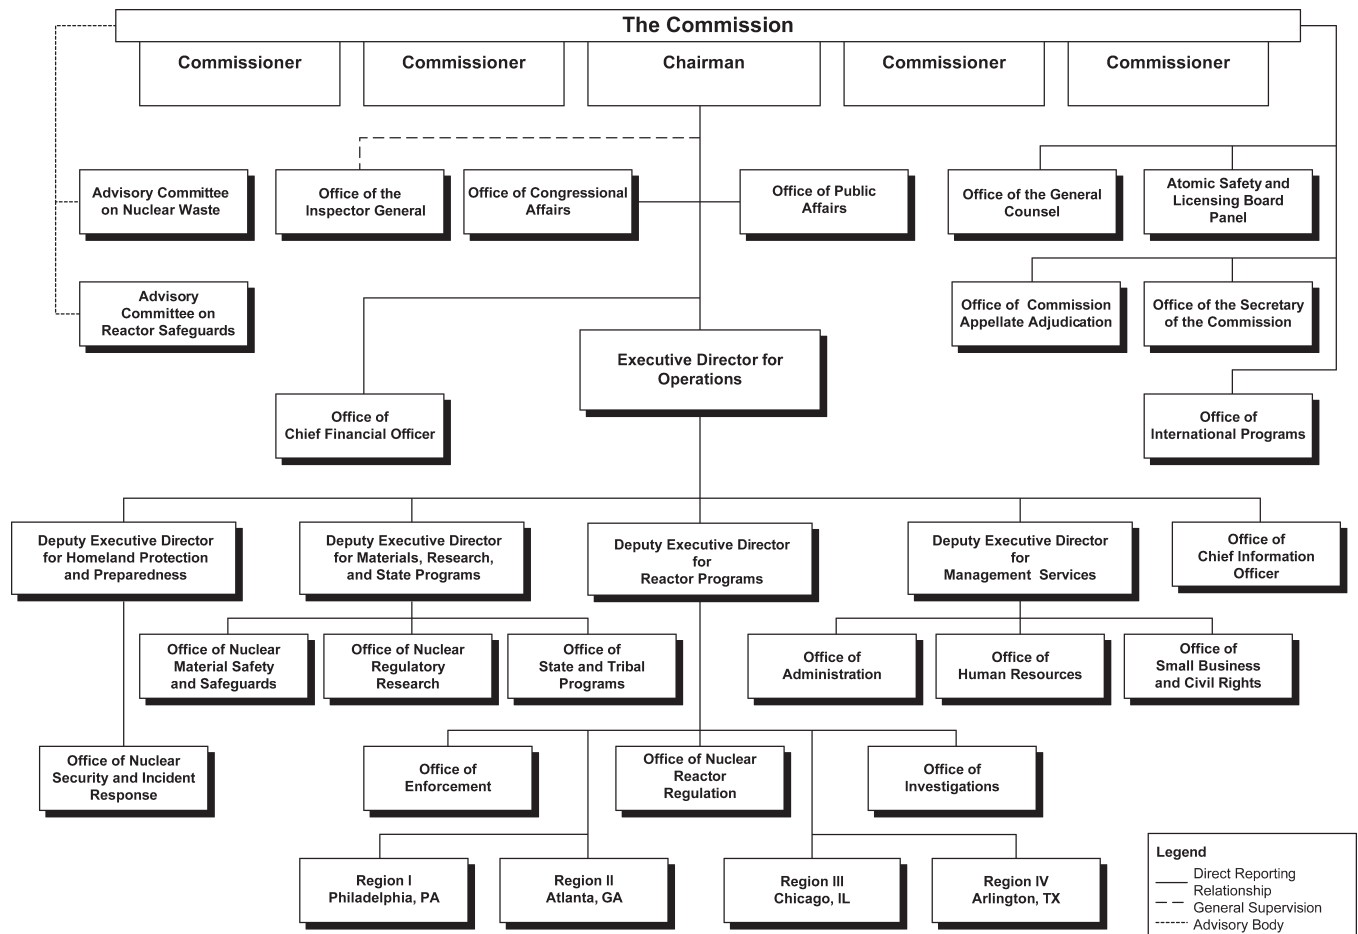 The Commission
Commissioner
Commissioner
Chairman
Commissioner
Commissioner
Advisory Committee
on Nuclear Waste
Office of the
Inspector General
Office of Congressional
Affairs
Office of Public
Affairs
Office of the General
Counsel
Atomic Safety and
Licensing Board
Panel
Advisory
Committee on
Reactor Safeguards
Office of Commission
Appellate Adjudication
Office of the Secretary
of the Commission
Executive Director for
Operations
Office of
Chief Financial Officer
Office of
International Programs
Deputy Executive Director
for Homeland Protection
and Preparedness
Deputy Executive Director
for Materials, Research,
and State Programs
Deputy Executive Director
for
Reactor Programs
Deputy Executive Director
for
Management Services
Office of
Chief Information
Officer
Office of Nuclear
Material Safety
and Safeguards
Office of Nuclear
Regulatory
Research
Office of
State and Tribal
Programs
Office of
Administration
Office of
Human Resources
Office of
Small Business
and Civil Rights
Office of Nuclear
Security and Incident
Response
Office of
Enforcement
Office of Nuclear
Reactor
Regulation
Office of
Investigations
Region I
Philadelphia, PA
Region II
Atlanta, GA
Region III
Chicago, IL
Region IV
Arlington, TX
Legend
Direct Reporting
Relationship
General Supervision
Advisory Body